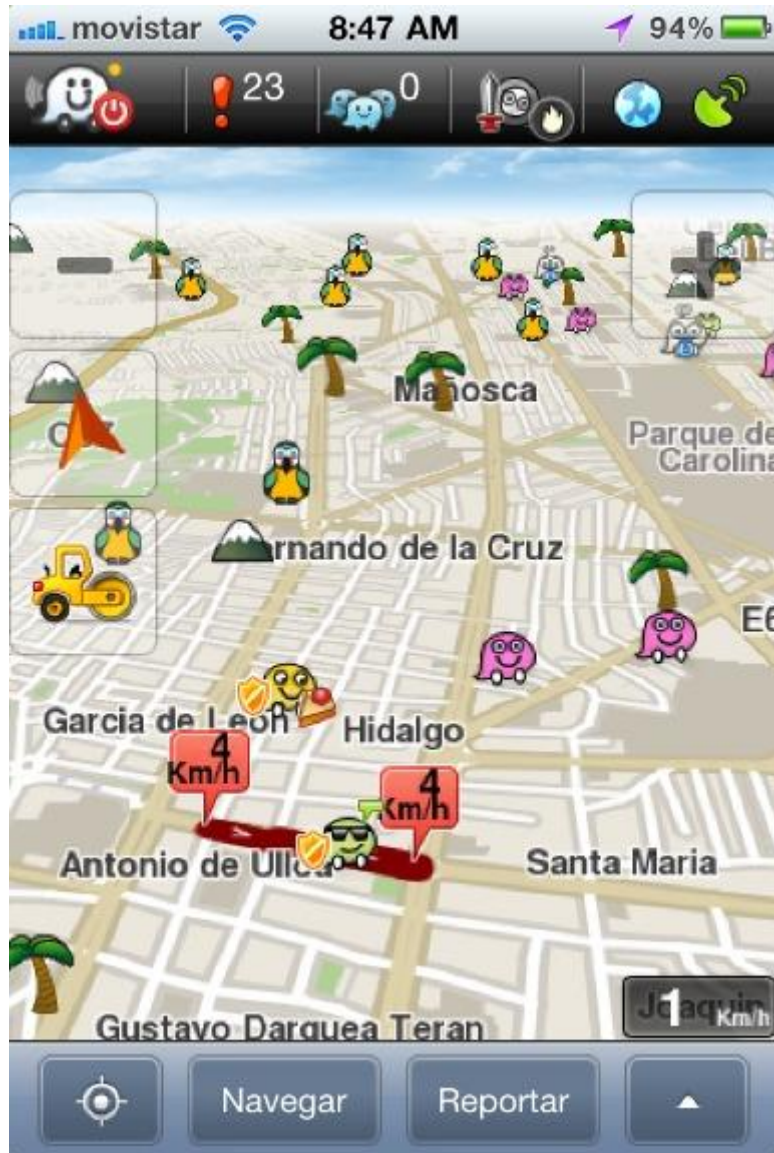 movistar 8:47 AM 94%
23 0
Mañosca
Parque de
Carolina
rnando de la Cruz
E6
Garcia de León
Hidalgo
4
Km/h
4
Km/h
Antonio de Ulloa
Santa Maria
Joaquin
1 Km/h
Gustavo Darquea Teran
Navegar Reportar